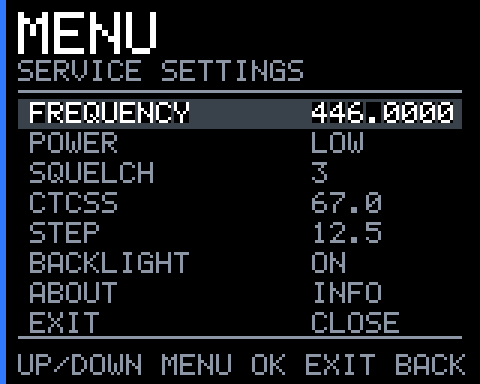 MENU
SERVICE SETTINGS
FREQUENCY 446.0000
POWER LOW
SQUELCH 3
CTCSS 67.0
STEP 12.5
BACKLIGHT ON
ABOUT INFO
EXIT CLOSE
UP/DOWN MENU OK EXIT BACK